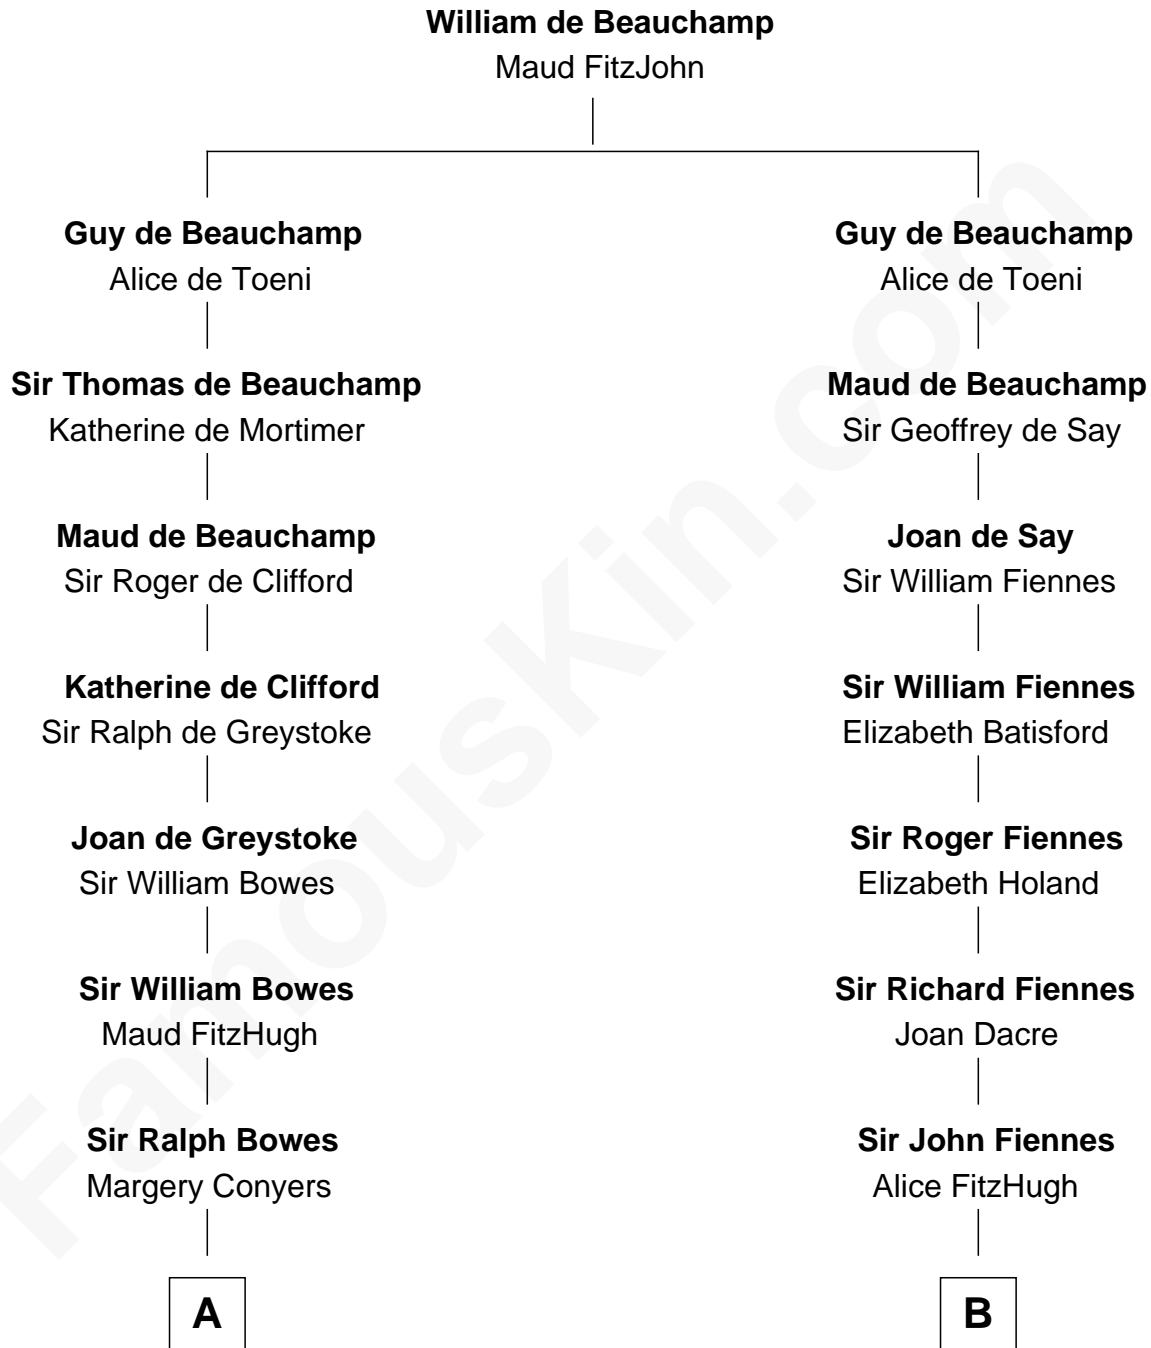 William de Beauchamp
Maud FitzJohn
Guy de Beauchamp
Alice de Toeni
Guy de Beauchamp
Alice de Toeni
Sir Thomas de Beauchamp
Katherine de Mortimer
Maud de Beauchamp
Sir Geoffrey de Say
Maud de Beauchamp
Sir Roger de Clifford
Joan de Say
Sir William Fiennes
Katherine de Clifford
Sir Ralph de Greystoke
Sir William Fiennes
Elizabeth Batisford
Joan de Greystoke
Sir William Bowes
Sir Roger Fiennes
Elizabeth Holand
Sir William Bowes
Maud FitzHugh
Sir Richard Fiennes
Joan Dacre
Sir Ralph Bowes
Margery Conyers
Sir John Fiennes
Alice FitzHugh
A
B
FamousKin.com